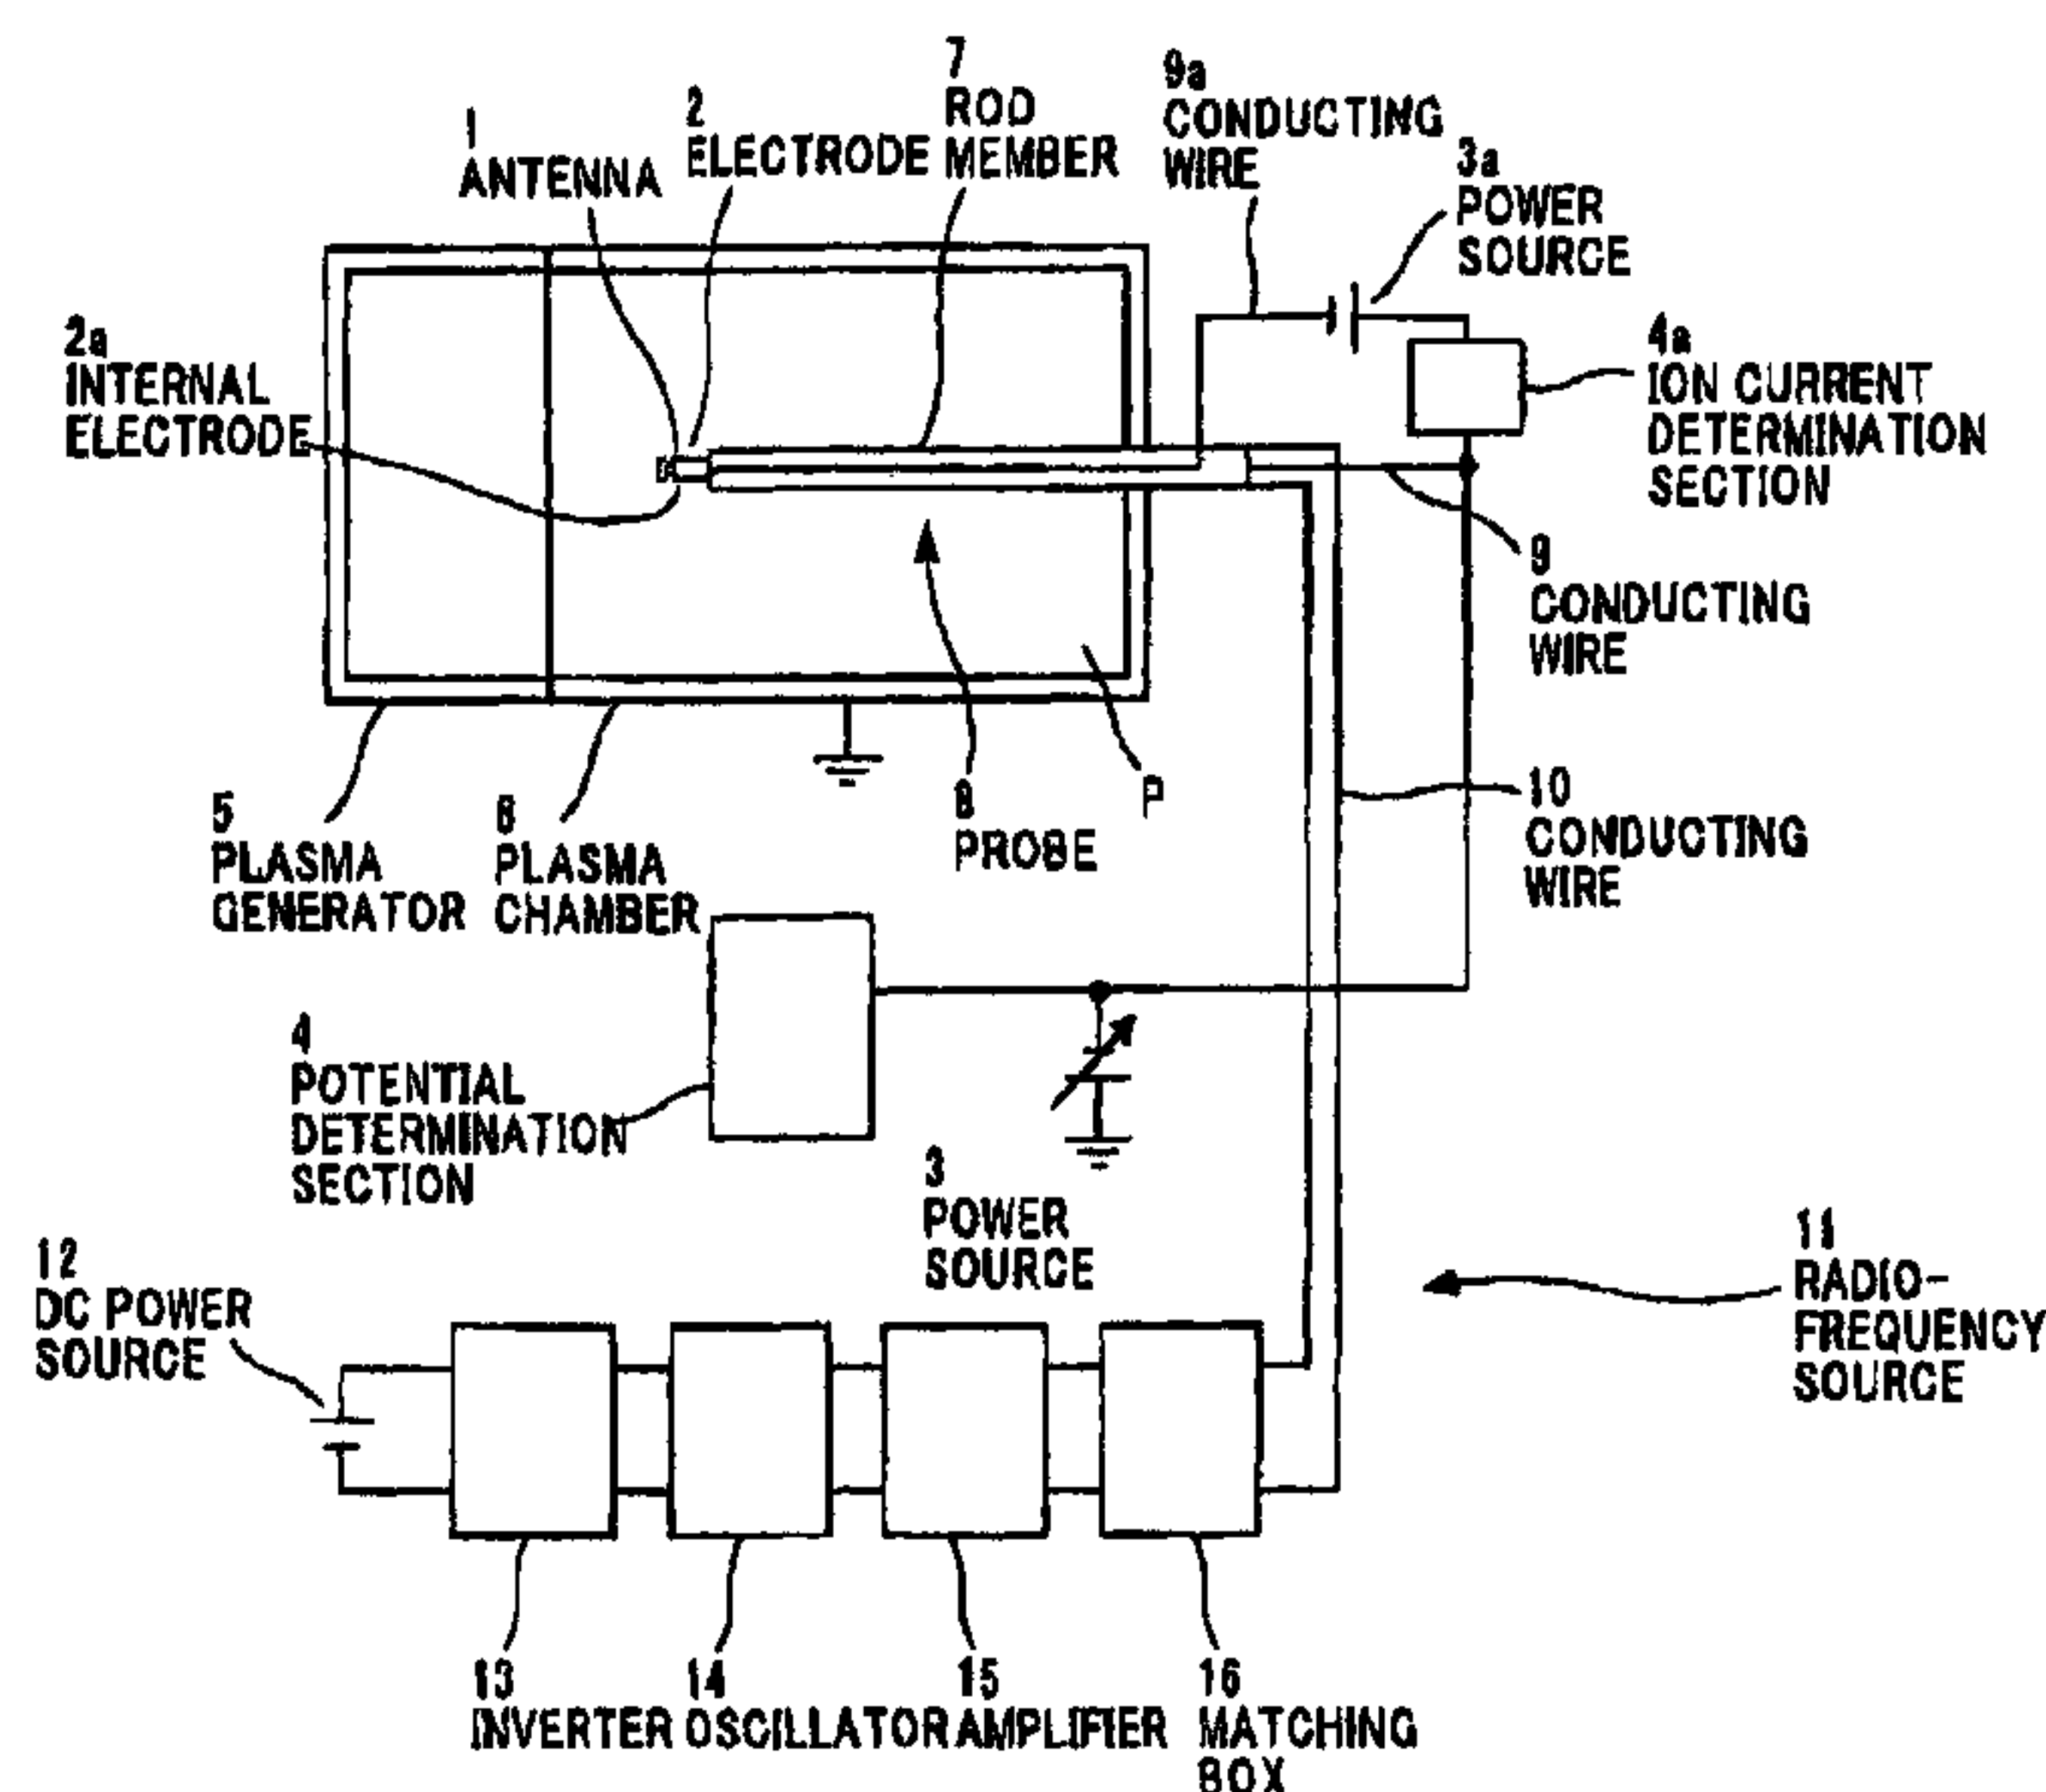 7
ROD
MEMBER
9a
CONDUCTING
WIRE
1
ANTENNA
2
ELECTRODE
3a
POWER
SOURCE
2a
INTERNAL
ELECTRODE
4a
ION CURRENT
DETERMINATION
SECTION
9
CONDUCTING
WIRE
5
PLASMA
GENERATOR
6
PLASMA
CHAMBER
8
PROBE
P
10
CONDUCTING
WIRE
4
POTENTIAL
DETERMINATION
SECTION
3
POWER
SOURCE
11
RADIO-
FREQUENCY
SOURCE
12
DC POWER
SOURCE
13
INVERTER
14
OSCILLATOR
15
AMPLIFIER
16
MATCHING
BOX